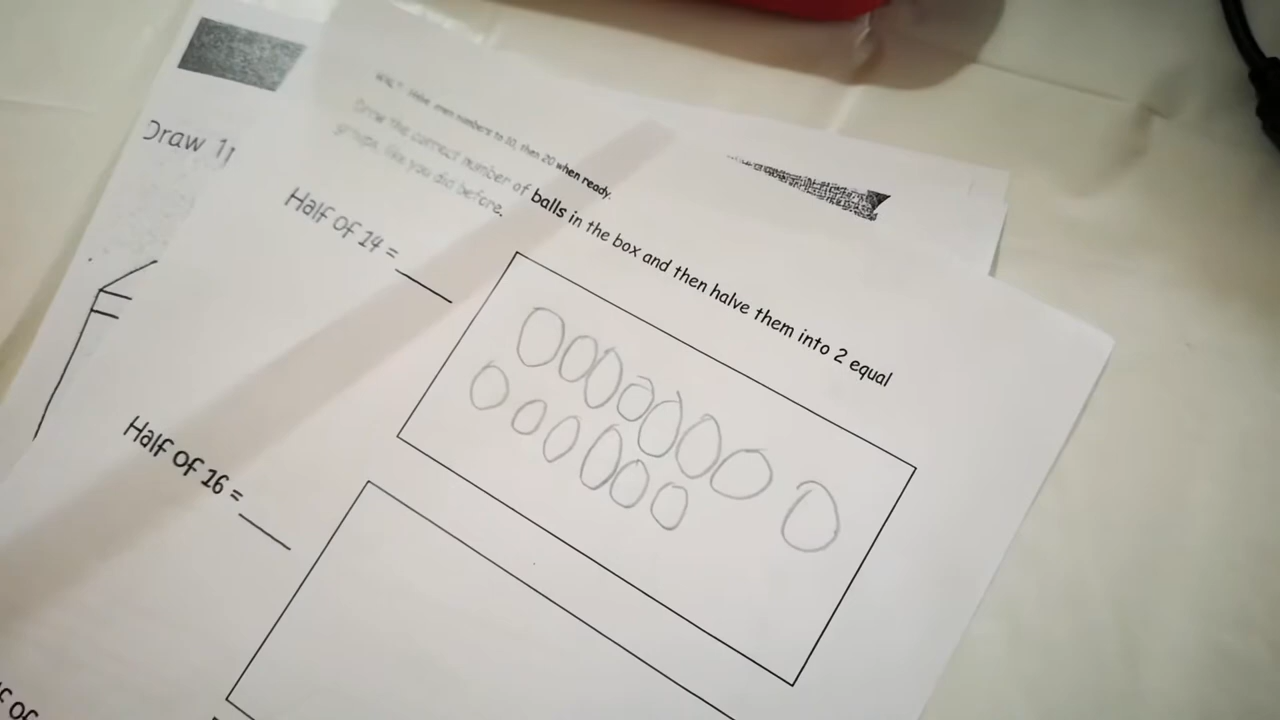 Draw 1
WALT: Halve even numbers to 10, then 20 when ready.
Draw the correct number of balls in the box and then halve them into 2 equal
groups, like you did before.
Half of 14 = ____
Half of 16 = ____